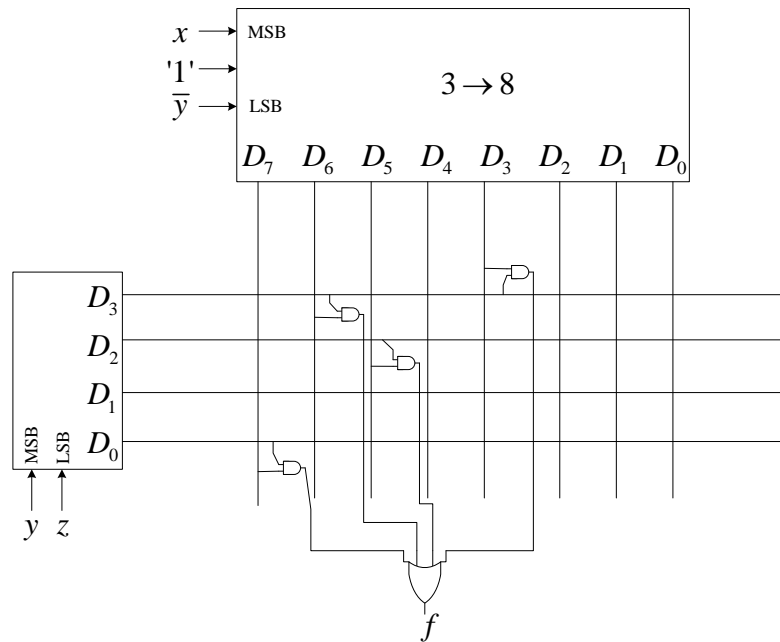 x
MSB
'1'
3 → 8
y̅
LSB
D₇ D₆ D₅ D₄ D₃ D₂ D₁ D₀
D₃
D₂
D₁
D₀
MSB
LSB
y z
f